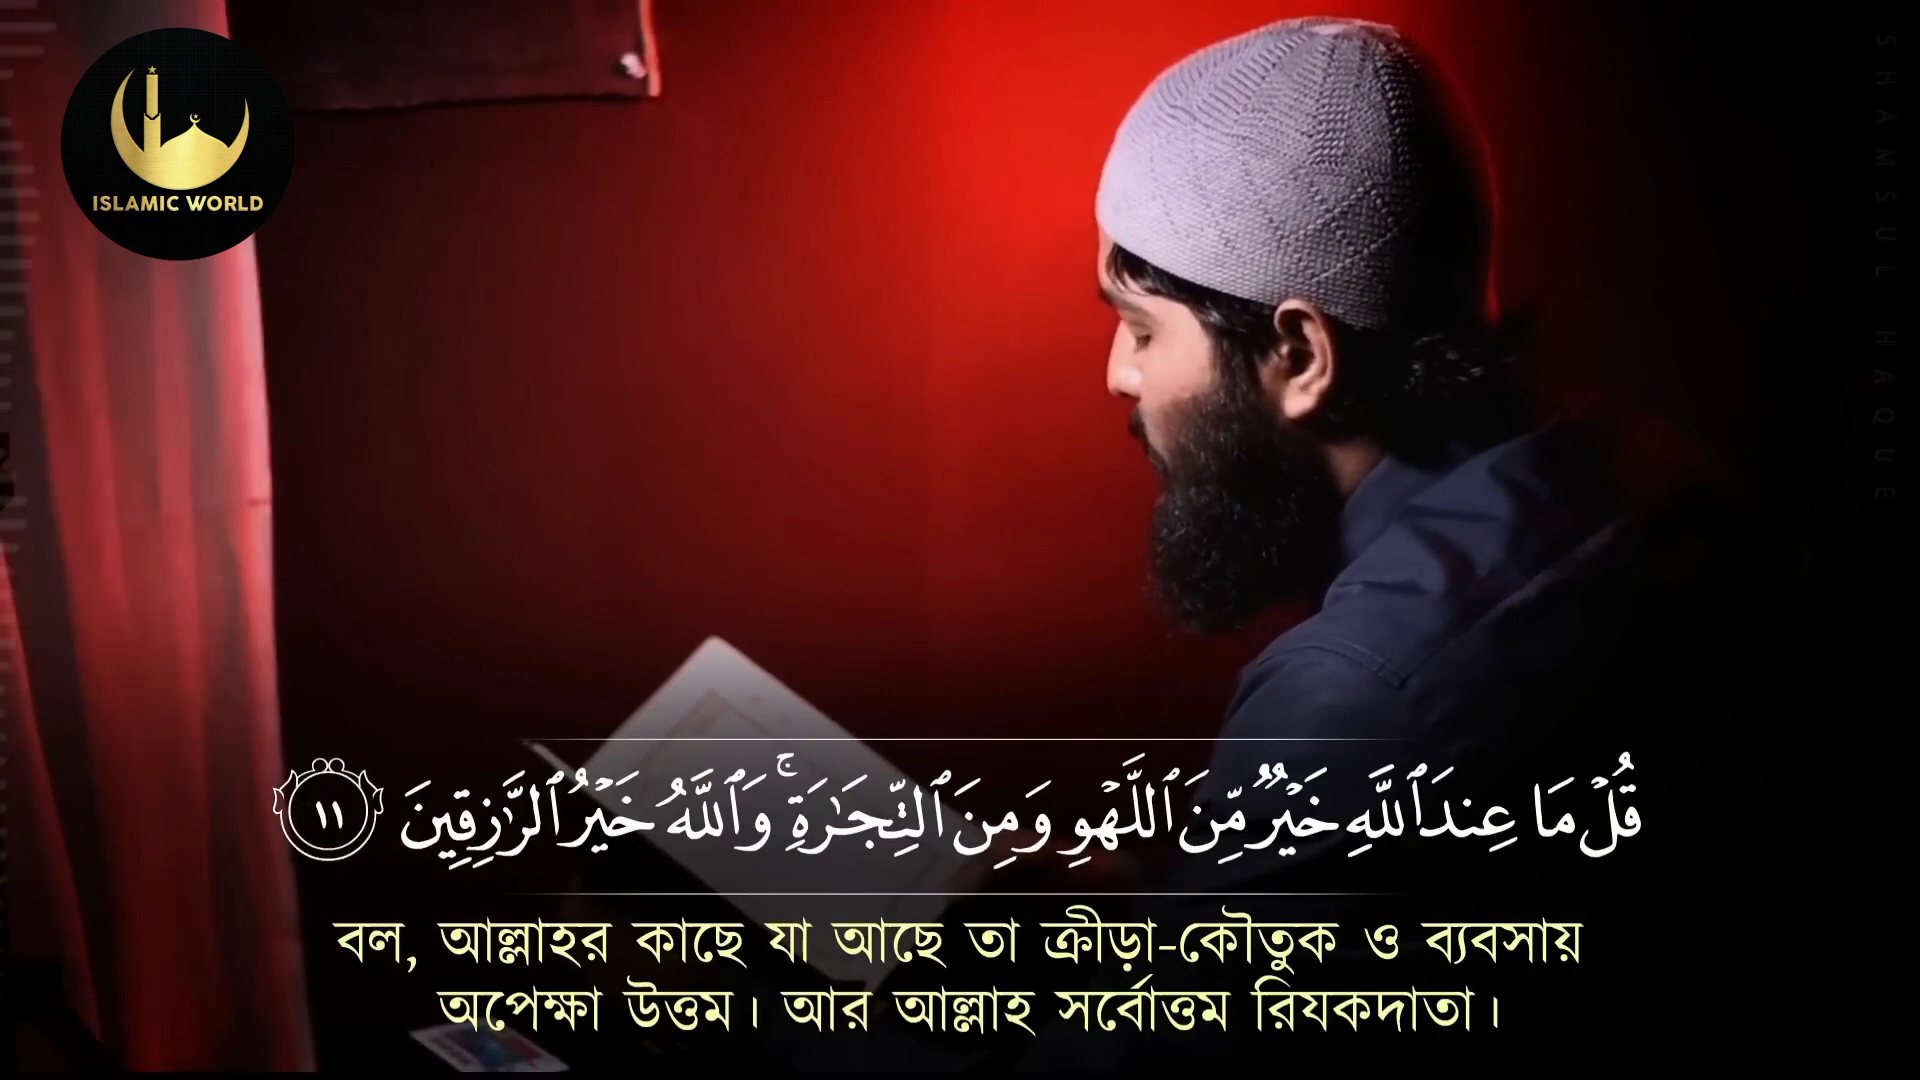 ISLAMIC WORLD
SHAMSUL HAQUE
قُلْ مَا عِندَ ٱللَّهِ خَيْرٌ مِّنَ ٱللَّهْوِ وَمِنَ ٱلتِّجَـٰرَةِ ۚ وَٱللَّهُ خَيْرُ ٱلرَّٰزِقِينَ ١١
বল, আল্লাহর কাছে যা আছে তা ক্রীড়া-কৌতুক ও ব্যবসায়
অপেক্ষা উত্তম। আর আল্লাহ সর্বোত্তম রিযকদাতা।